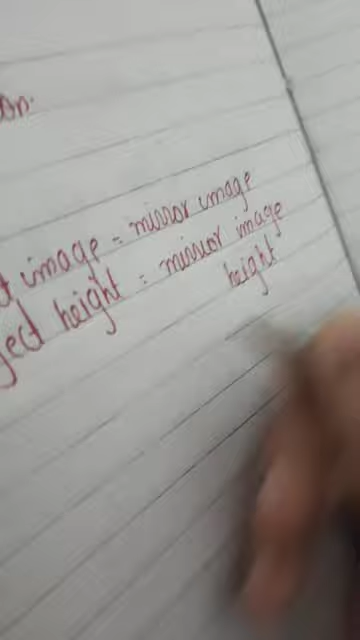 on.
t image = mirror image
ject height = mirror image
height